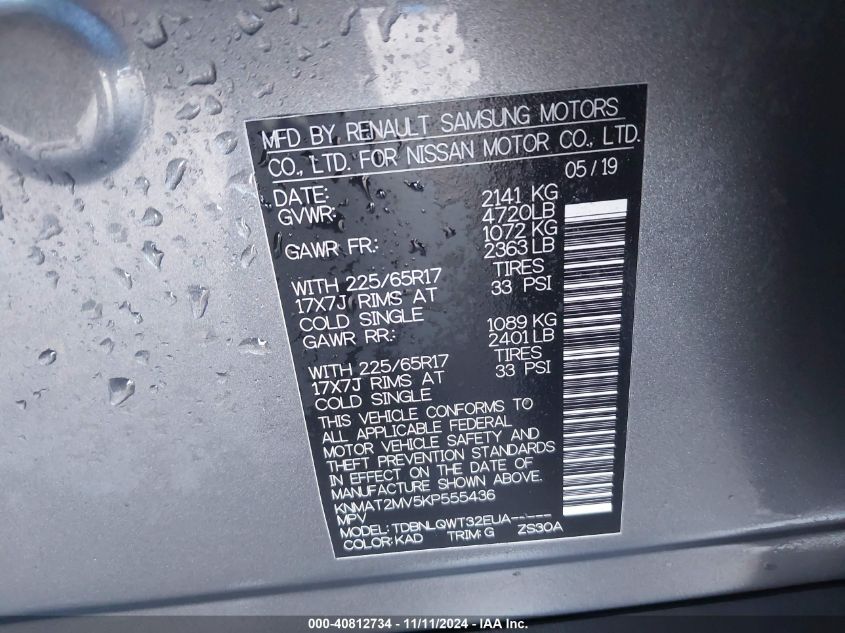 MFD BY RENAULT SAMSUNG MOTORS
CO., LTD. FOR NISSAN MOTOR CO., LTD.
DATE: 05/19
GVWR: 2141 KG
4720LB
GAWR FR: 1072 KG
2363 LB
WITH 225/65R17 TIRES
17X7J RIMS AT 33 PSI
COLD SINGLE
GAWR RR: 1089 KG
2401LB
WITH 225/65R17 TIRES
17X7J RIMS AT 33 PSI
COLD SINGLE
THIS VEHICLE CONFORMS TO
ALL APPLICABLE FEDERAL
MOTOR VEHICLE SAFETY AND
THEFT PREVENTION STANDARDS
IN EFFECT ON THE DATE OF
MANUFACTURE SHOWN ABOVE.
KNMAT2MV5KP555436
MPV
MODEL: TDBNLQWT32EUA-----
COLOR: KAD TRIM: G ZS30A
000-40812734 - 11/11/2024 - IAA Inc.